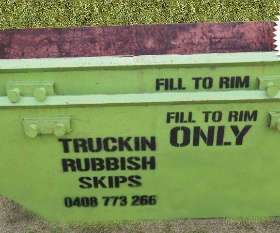 FILL TO RIM
FILL TO RIM
ONLY
TRUCKIN
RUBBISH
SKIPS
0408 773 266